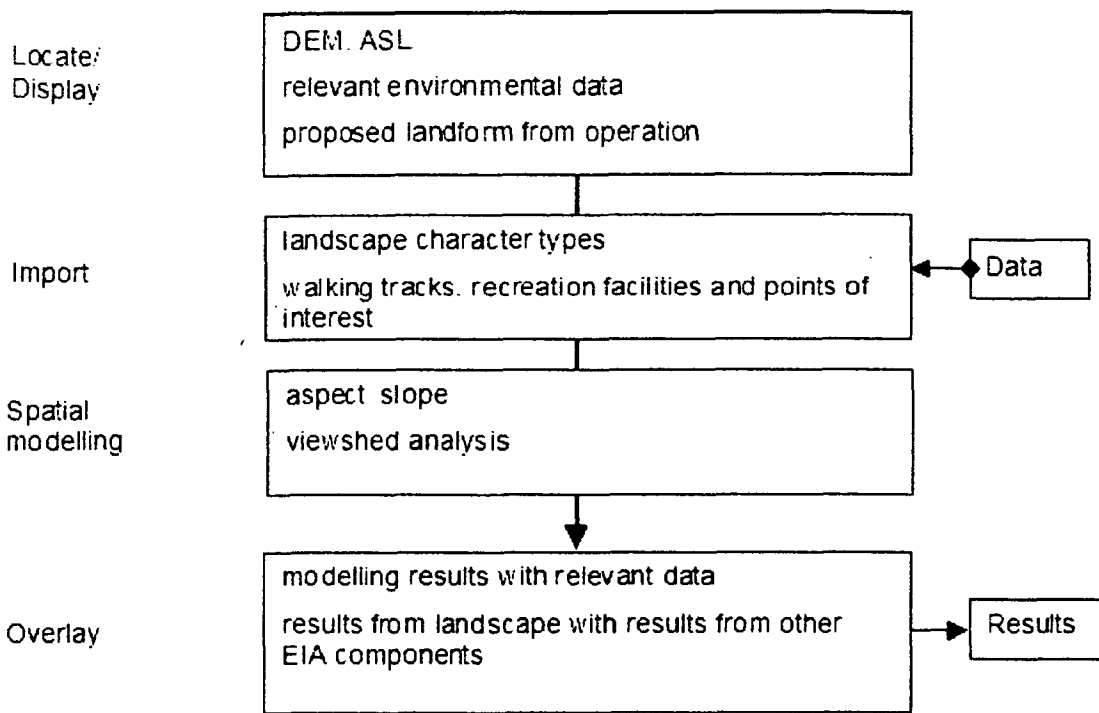 Locate/
Display
DEM. ASL
relevant environmental data
proposed landform from operation
Import
landscape character types
walking tracks. recreation facilities and points of
interest
Data
Spatial
modelling
aspect slope
viewshed analysis
Overlay
modelling results with relevant data
results from landscape with results from other
EIA components
Results